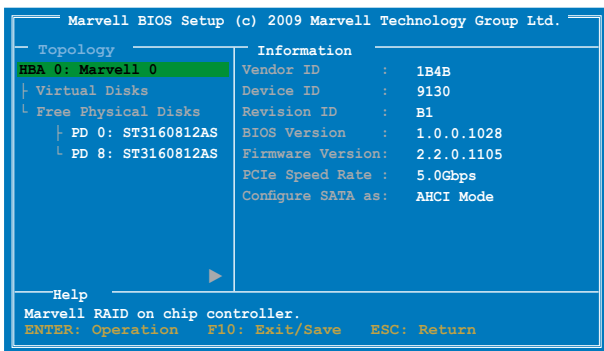 Marvell BIOS Setup (c) 2009 Marvell Technology Group Ltd.
Topology
HBA 0: Marvell 0
Virtual Disks
Free Physical Disks
PD 0: ST3160812AS
PD 8: ST3160812AS
Information
Vendor ID : 1B4B
Device ID : 9130
Revision ID : B1
BIOS Version : 1.0.0.1028
Firmware Version: 2.2.0.1105
PCIe Speed Rate : 5.0Gbps
Configure SATA as: AHCI Mode
Help
Marvell RAID on chip controller.
ENTER: Operation F10: Exit/Save ESC: Return